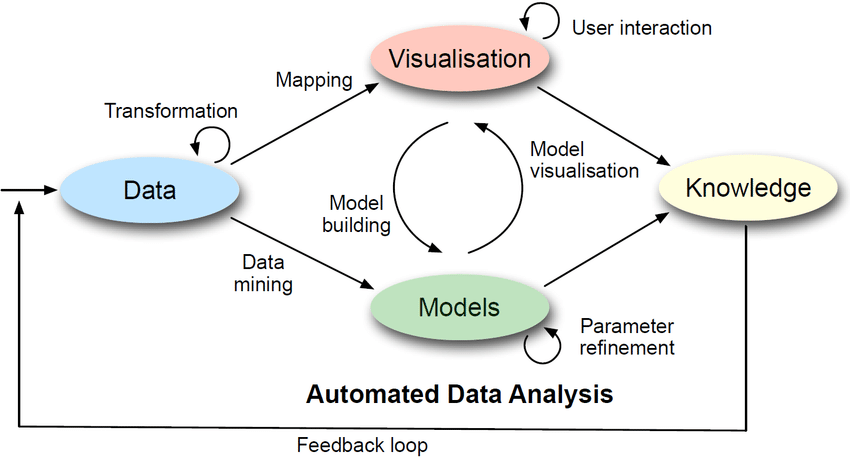 User interaction
Visualisation
Mapping
Transformation
Model
visualisation
Data
Knowledge
Model
building
Data
mining
Models
Parameter
refinement
Automated Data Analysis
Feedback loop